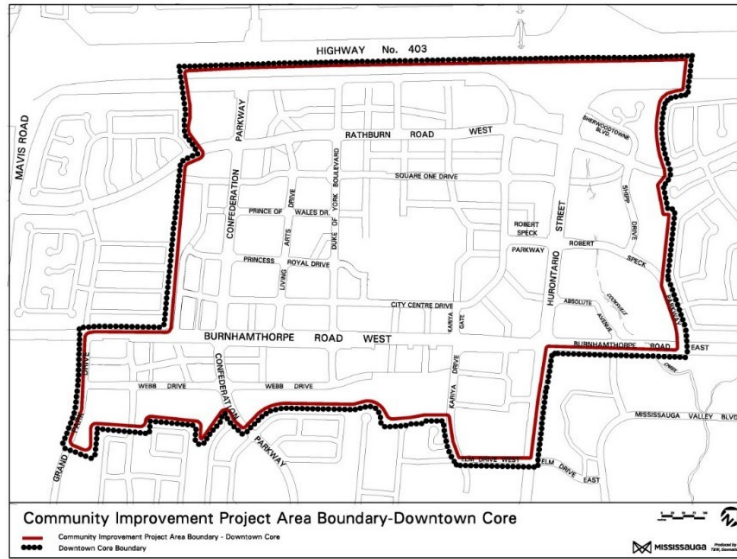 HIGHWAY No. 403
MAVIS ROAD
CONFEDERATION PARKWAY
RATHBURN ROAD WEST
SHERWOODTOWNE
BLVD.
DUKE OF YORK BOULEVARD
SQUARE ONE DRIVE
SHIPP DRIVE
PRINCE OF WALES DR.
LIVING ARTS DRIVE
HURONTARIO STREET
ROBERT
SPECK
PARKWAY
ROBERT
SPECK
PARKWAY
PRINCESS ROYAL DRIVE
CITY CENTRE DRIVE
KARIYA
GATE
ABSOLUTE
AVENUE
BURNHAMTHORPE ROAD WEST
BURNHAMTHORPE ROAD EAST
GRAND PARK DRIVE
WEBB DRIVE
WEBB DRIVE
CONFEDERATION
PARKWAY
KARIYA DRIVE
MISSISSAUGA VALLEY BLVD.
ELM DRIVE WEST
ELM DRIVE EAST
Community Improvement Project Area Boundary-Downtown Core
Community Improvement Project Area Boundary - Downtown Core
Downtown Core Boundary
MISSISSAUGA
Produced by